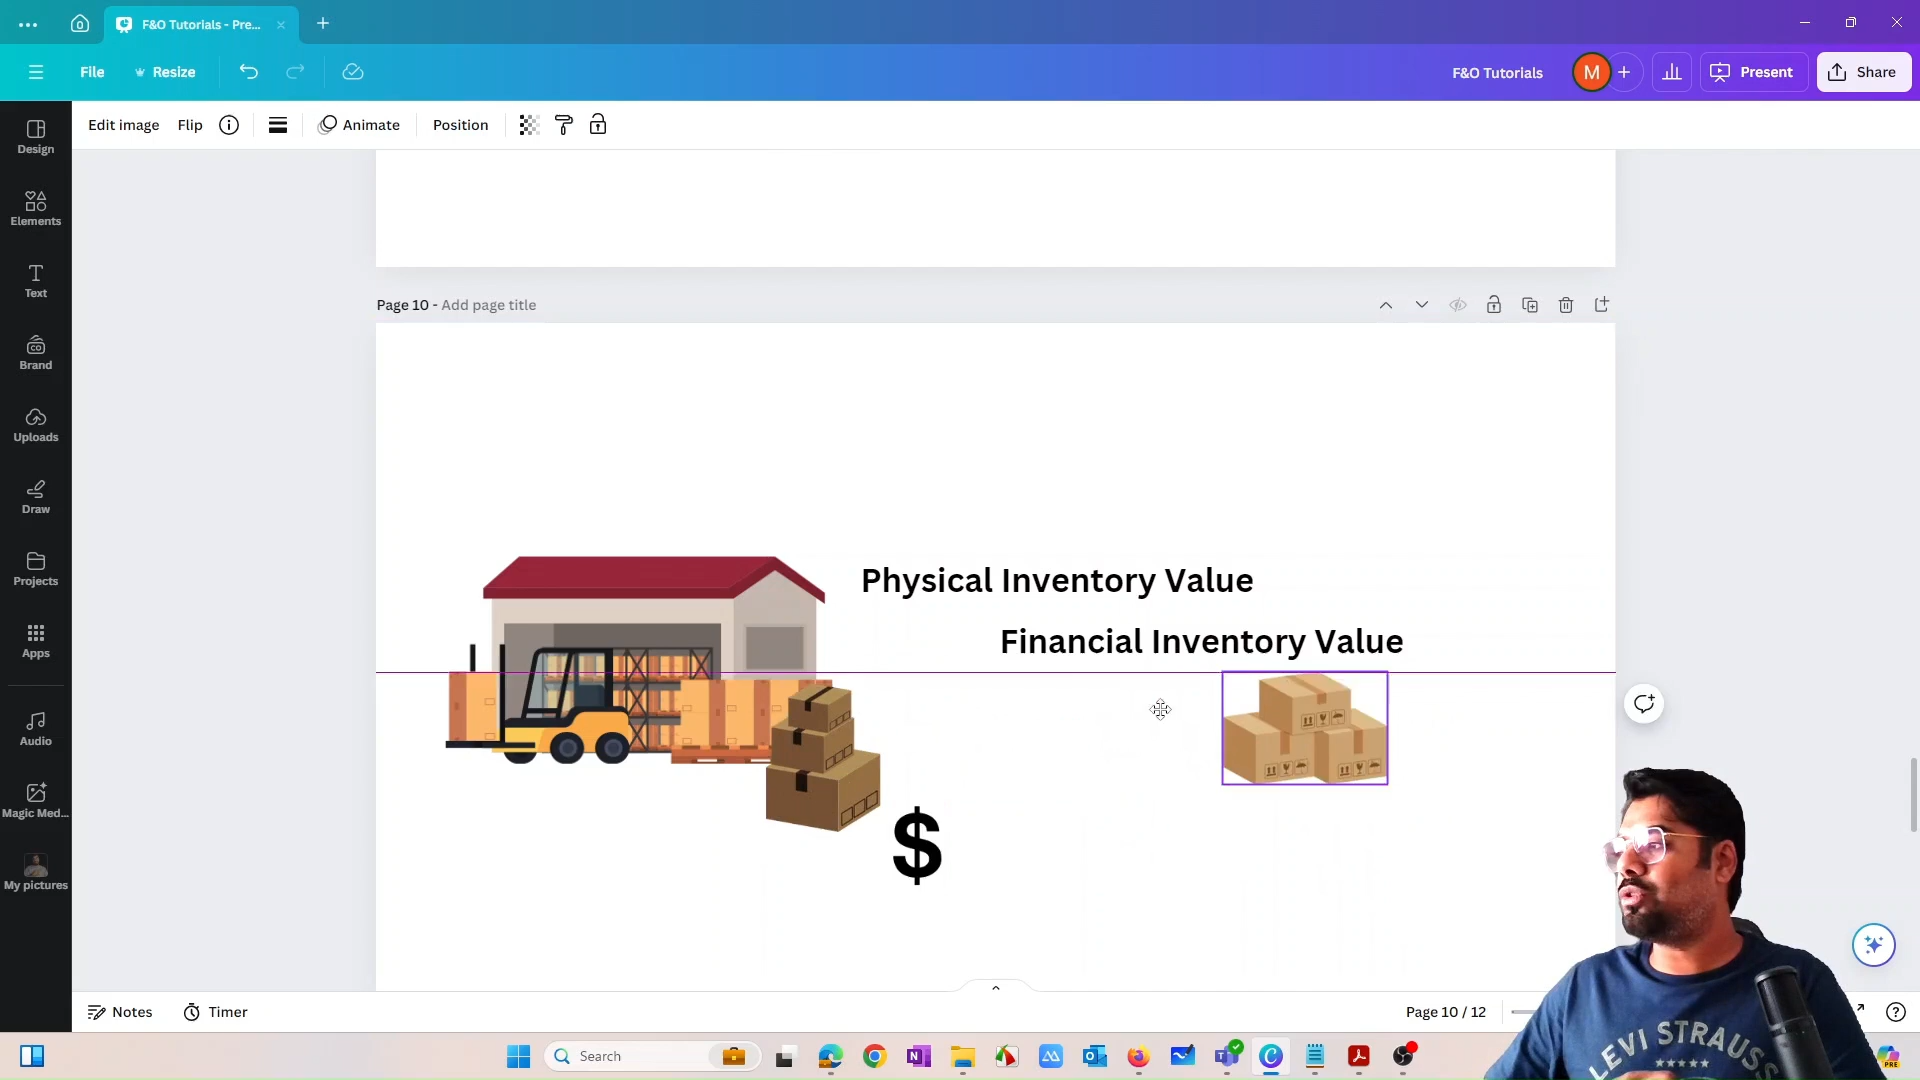 F&O Tutorials - Pre...
File
Resize
F&O Tutorials
M
Present
Share
Edit image
Flip
Animate
Position
Design
Elements
Text
Brand
Uploads
Draw
Projects
Apps
Audio
Magic Med...
My pictures
Page 10 - Add page title
Physical Inventory Value
Financial Inventory Value
$
Notes
Timer
Page 10 / 12
LEVI STRAUSS
Search
PRE